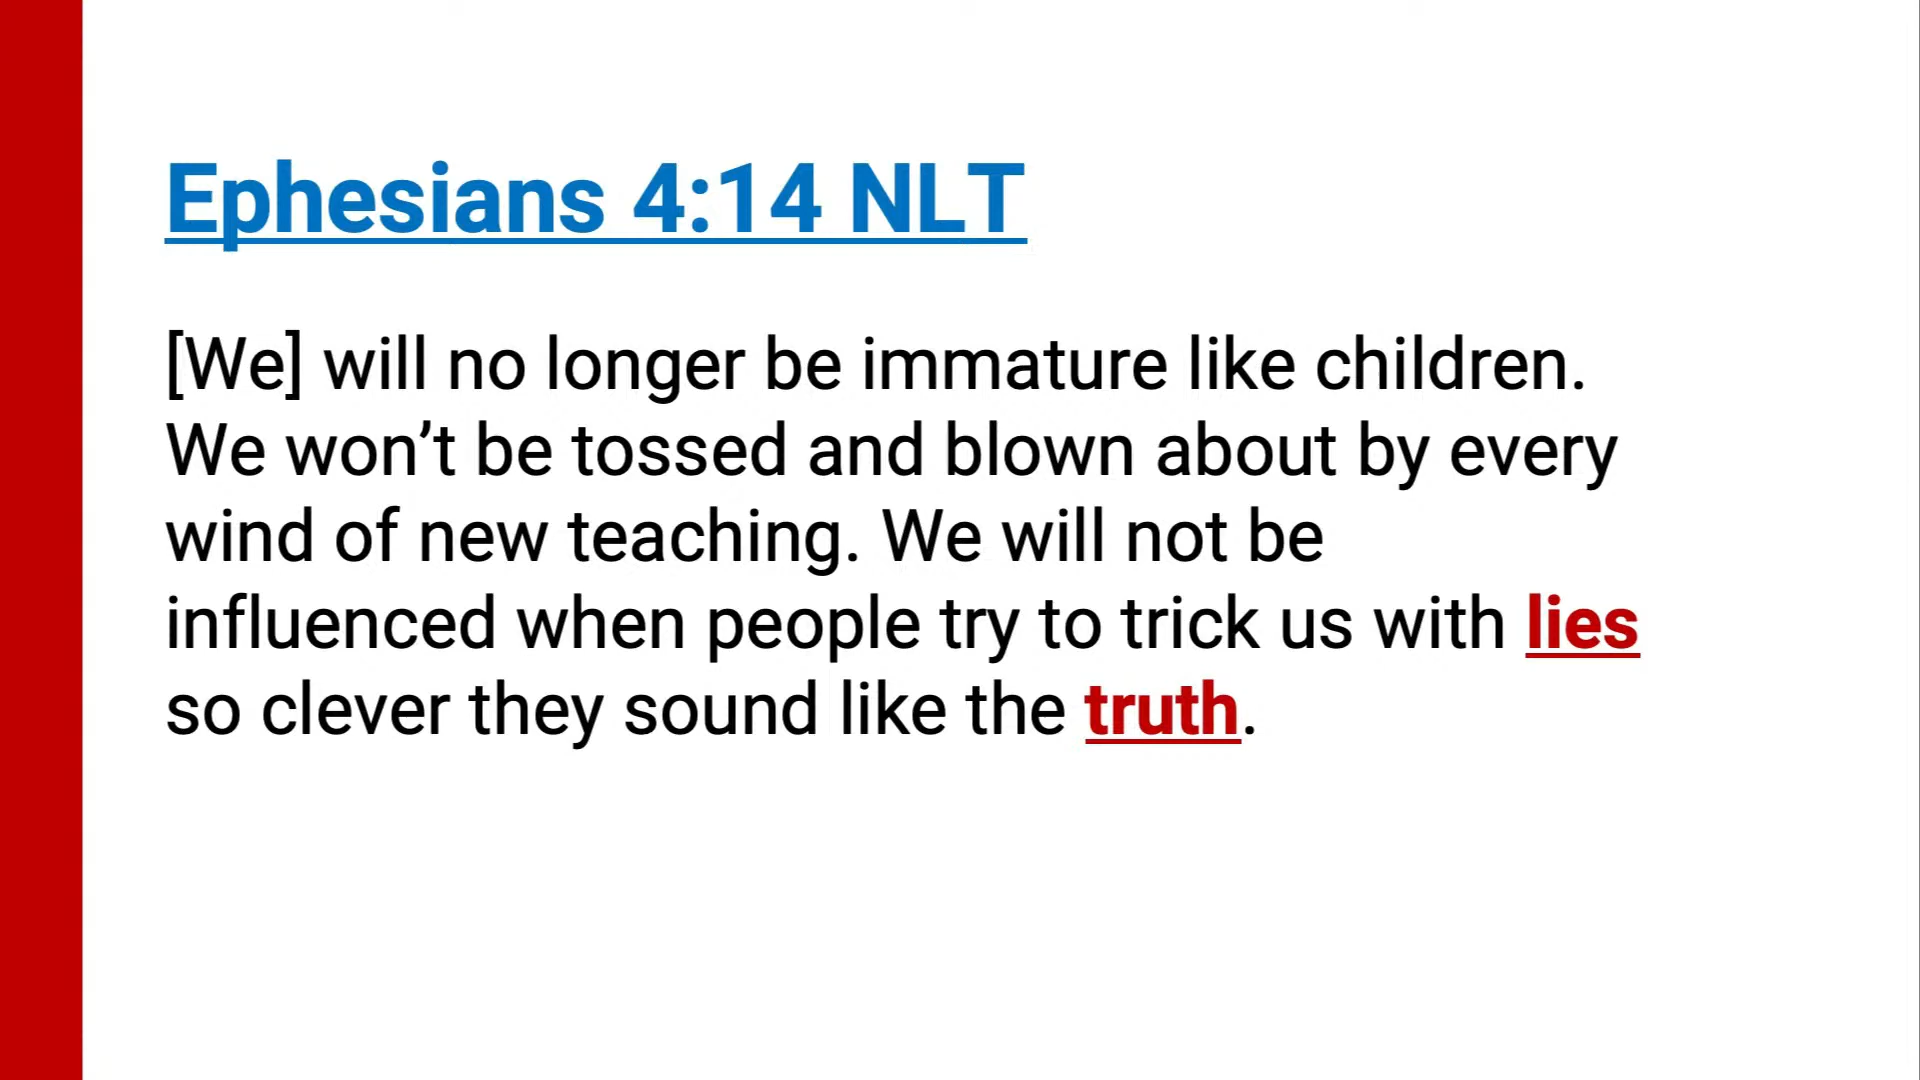 Ephesians 4:14 NLT
[We] will no longer be immature like children.
We won’t be tossed and blown about by every
wind of new teaching. We will not be
influenced when people try to trick us with lies
so clever they sound like the truth.